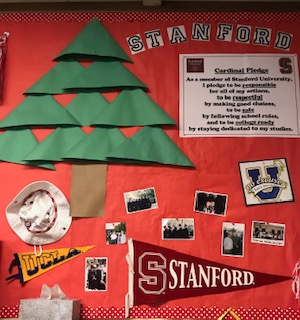 STANFORD
Cardinal Pledge
As a member of Stanford University,
I pledge to be responsible
for all of my actions,
to be respectful
by making good choices,
to be safe
by following school rules,
and to be college ready
by staying dedicated to my studies.
U
UCLA
S STANFORD